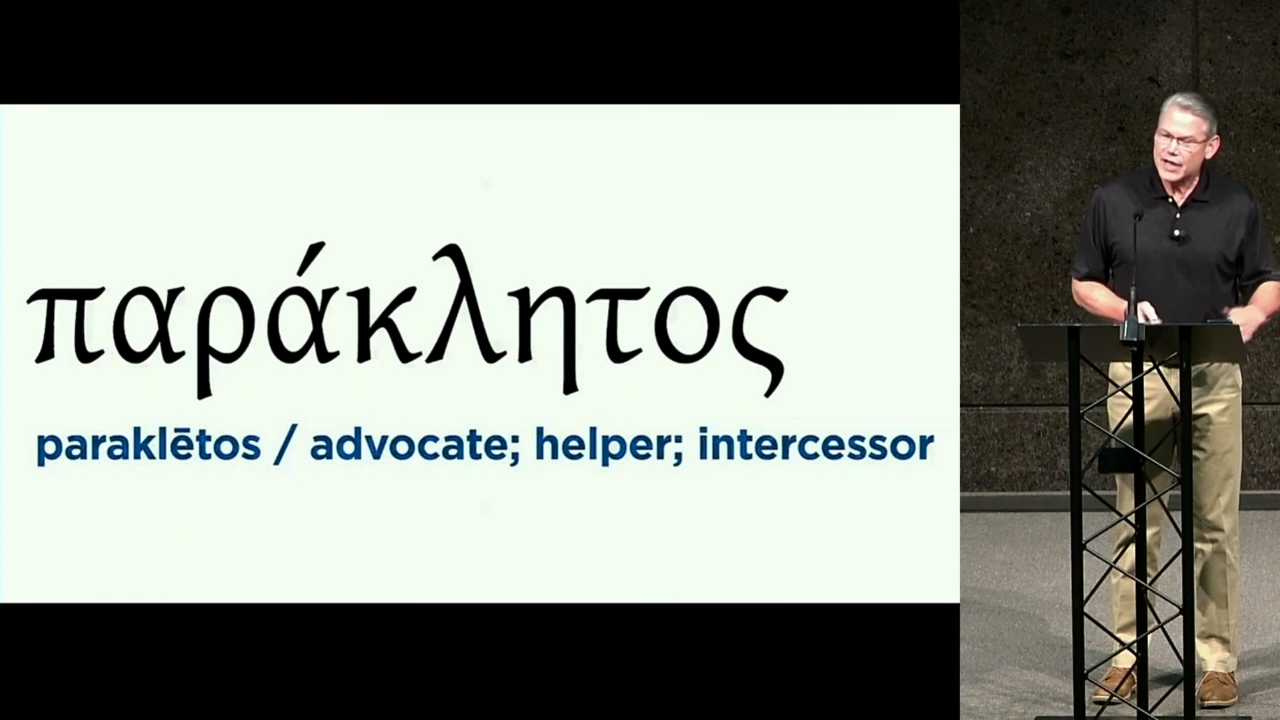 παράκλητος
paraklētos / advocate; helper; intercessor